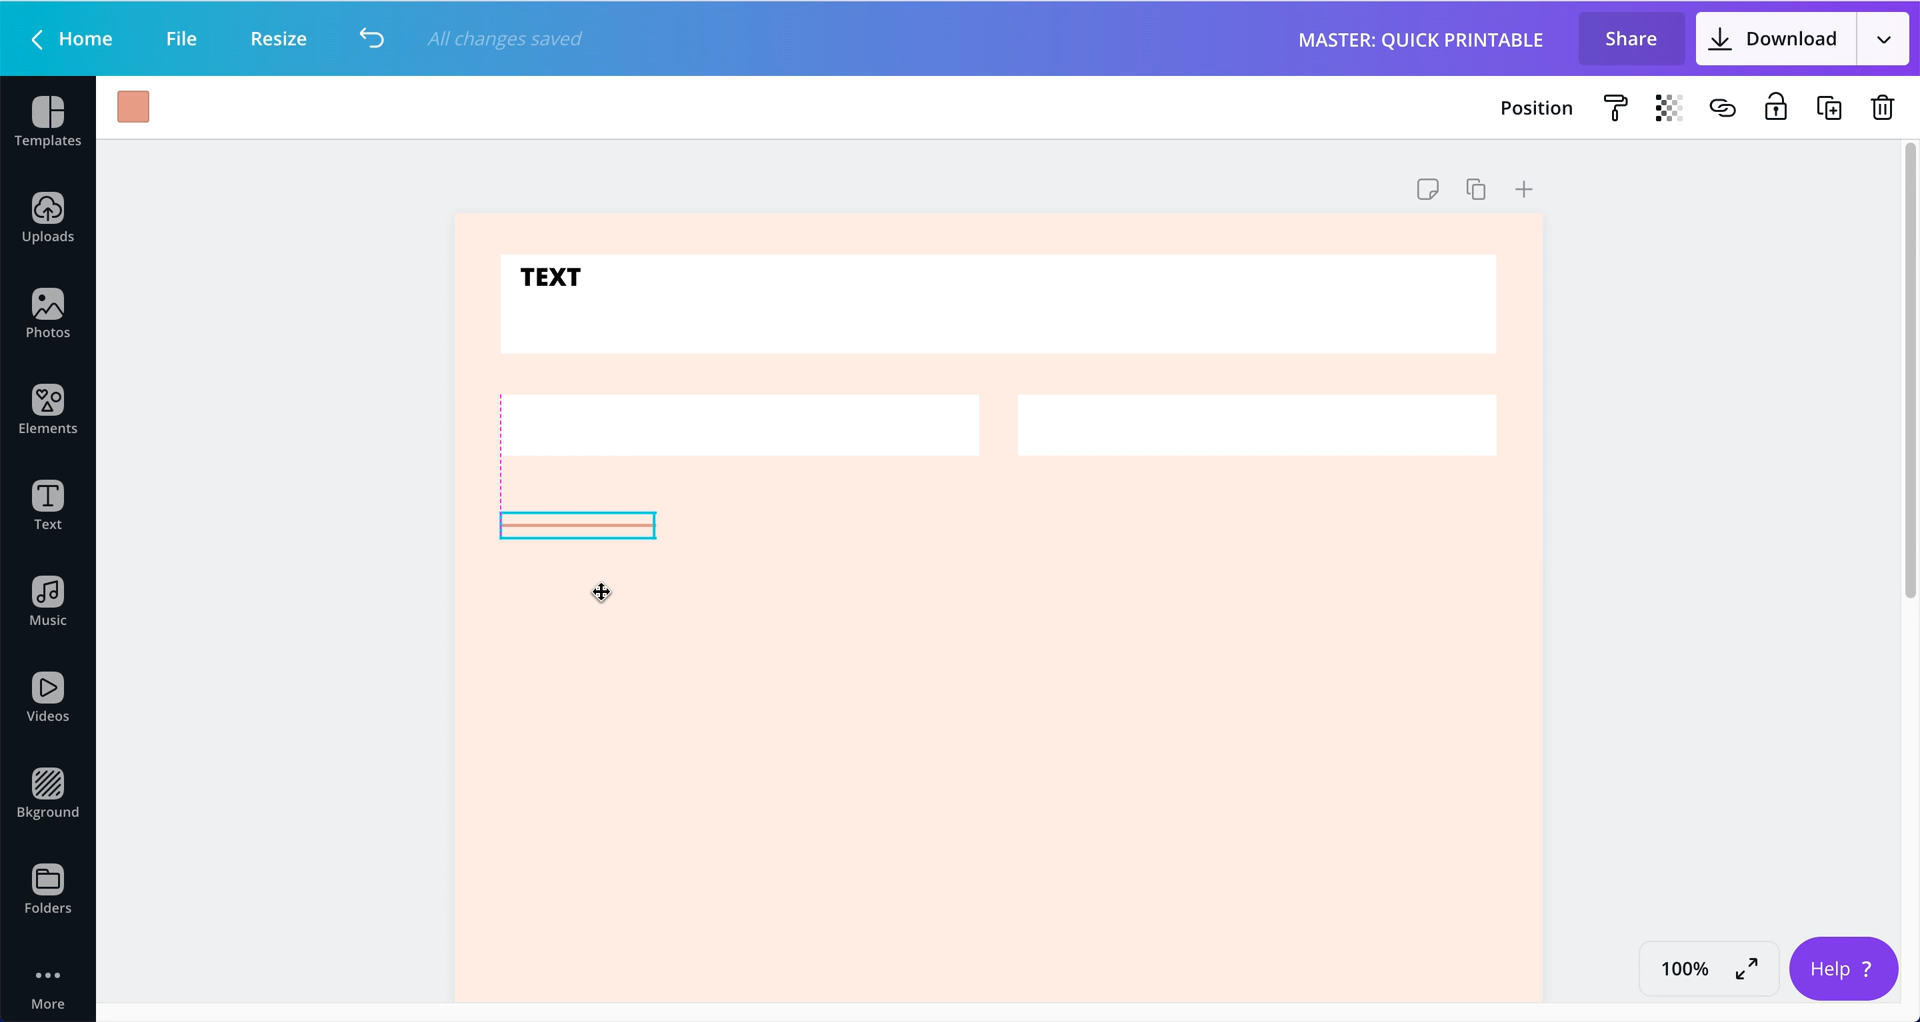 Home File Resize All changes saved MASTER: QUICK PRINTABLE Share Download
Position
Templates
Uploads
Photos
Elements
Text
Music
Videos
Bkground
Folders
More
TEXT
100% Help ?